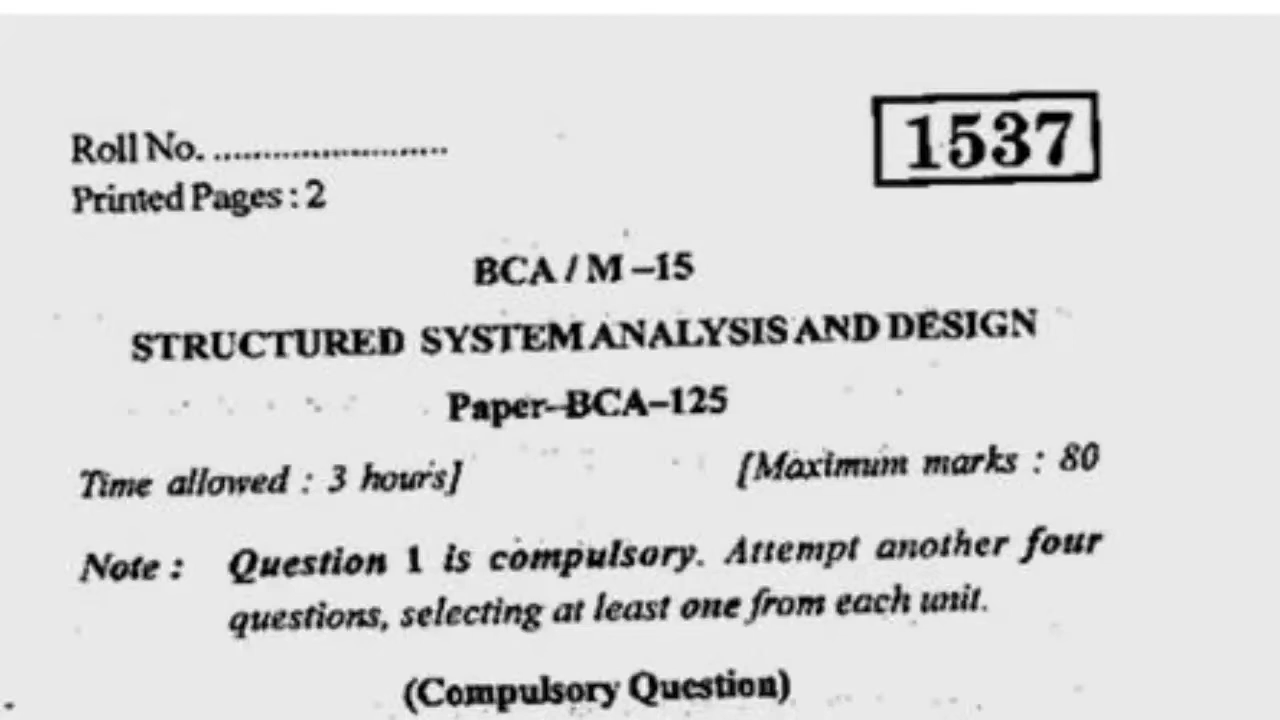 Roll No. ........................
1537
Printed Pages : 2
BCA / M –15
STRUCTURED SYSTEM ANALYSIS AND DESIGN
Paper–BCA–125
Time allowed : 3 hours] [Maximum marks : 80
Note : Question 1 is compulsory. Attempt another four
questions, selecting at least one from each unit.
(Compulsory Question)